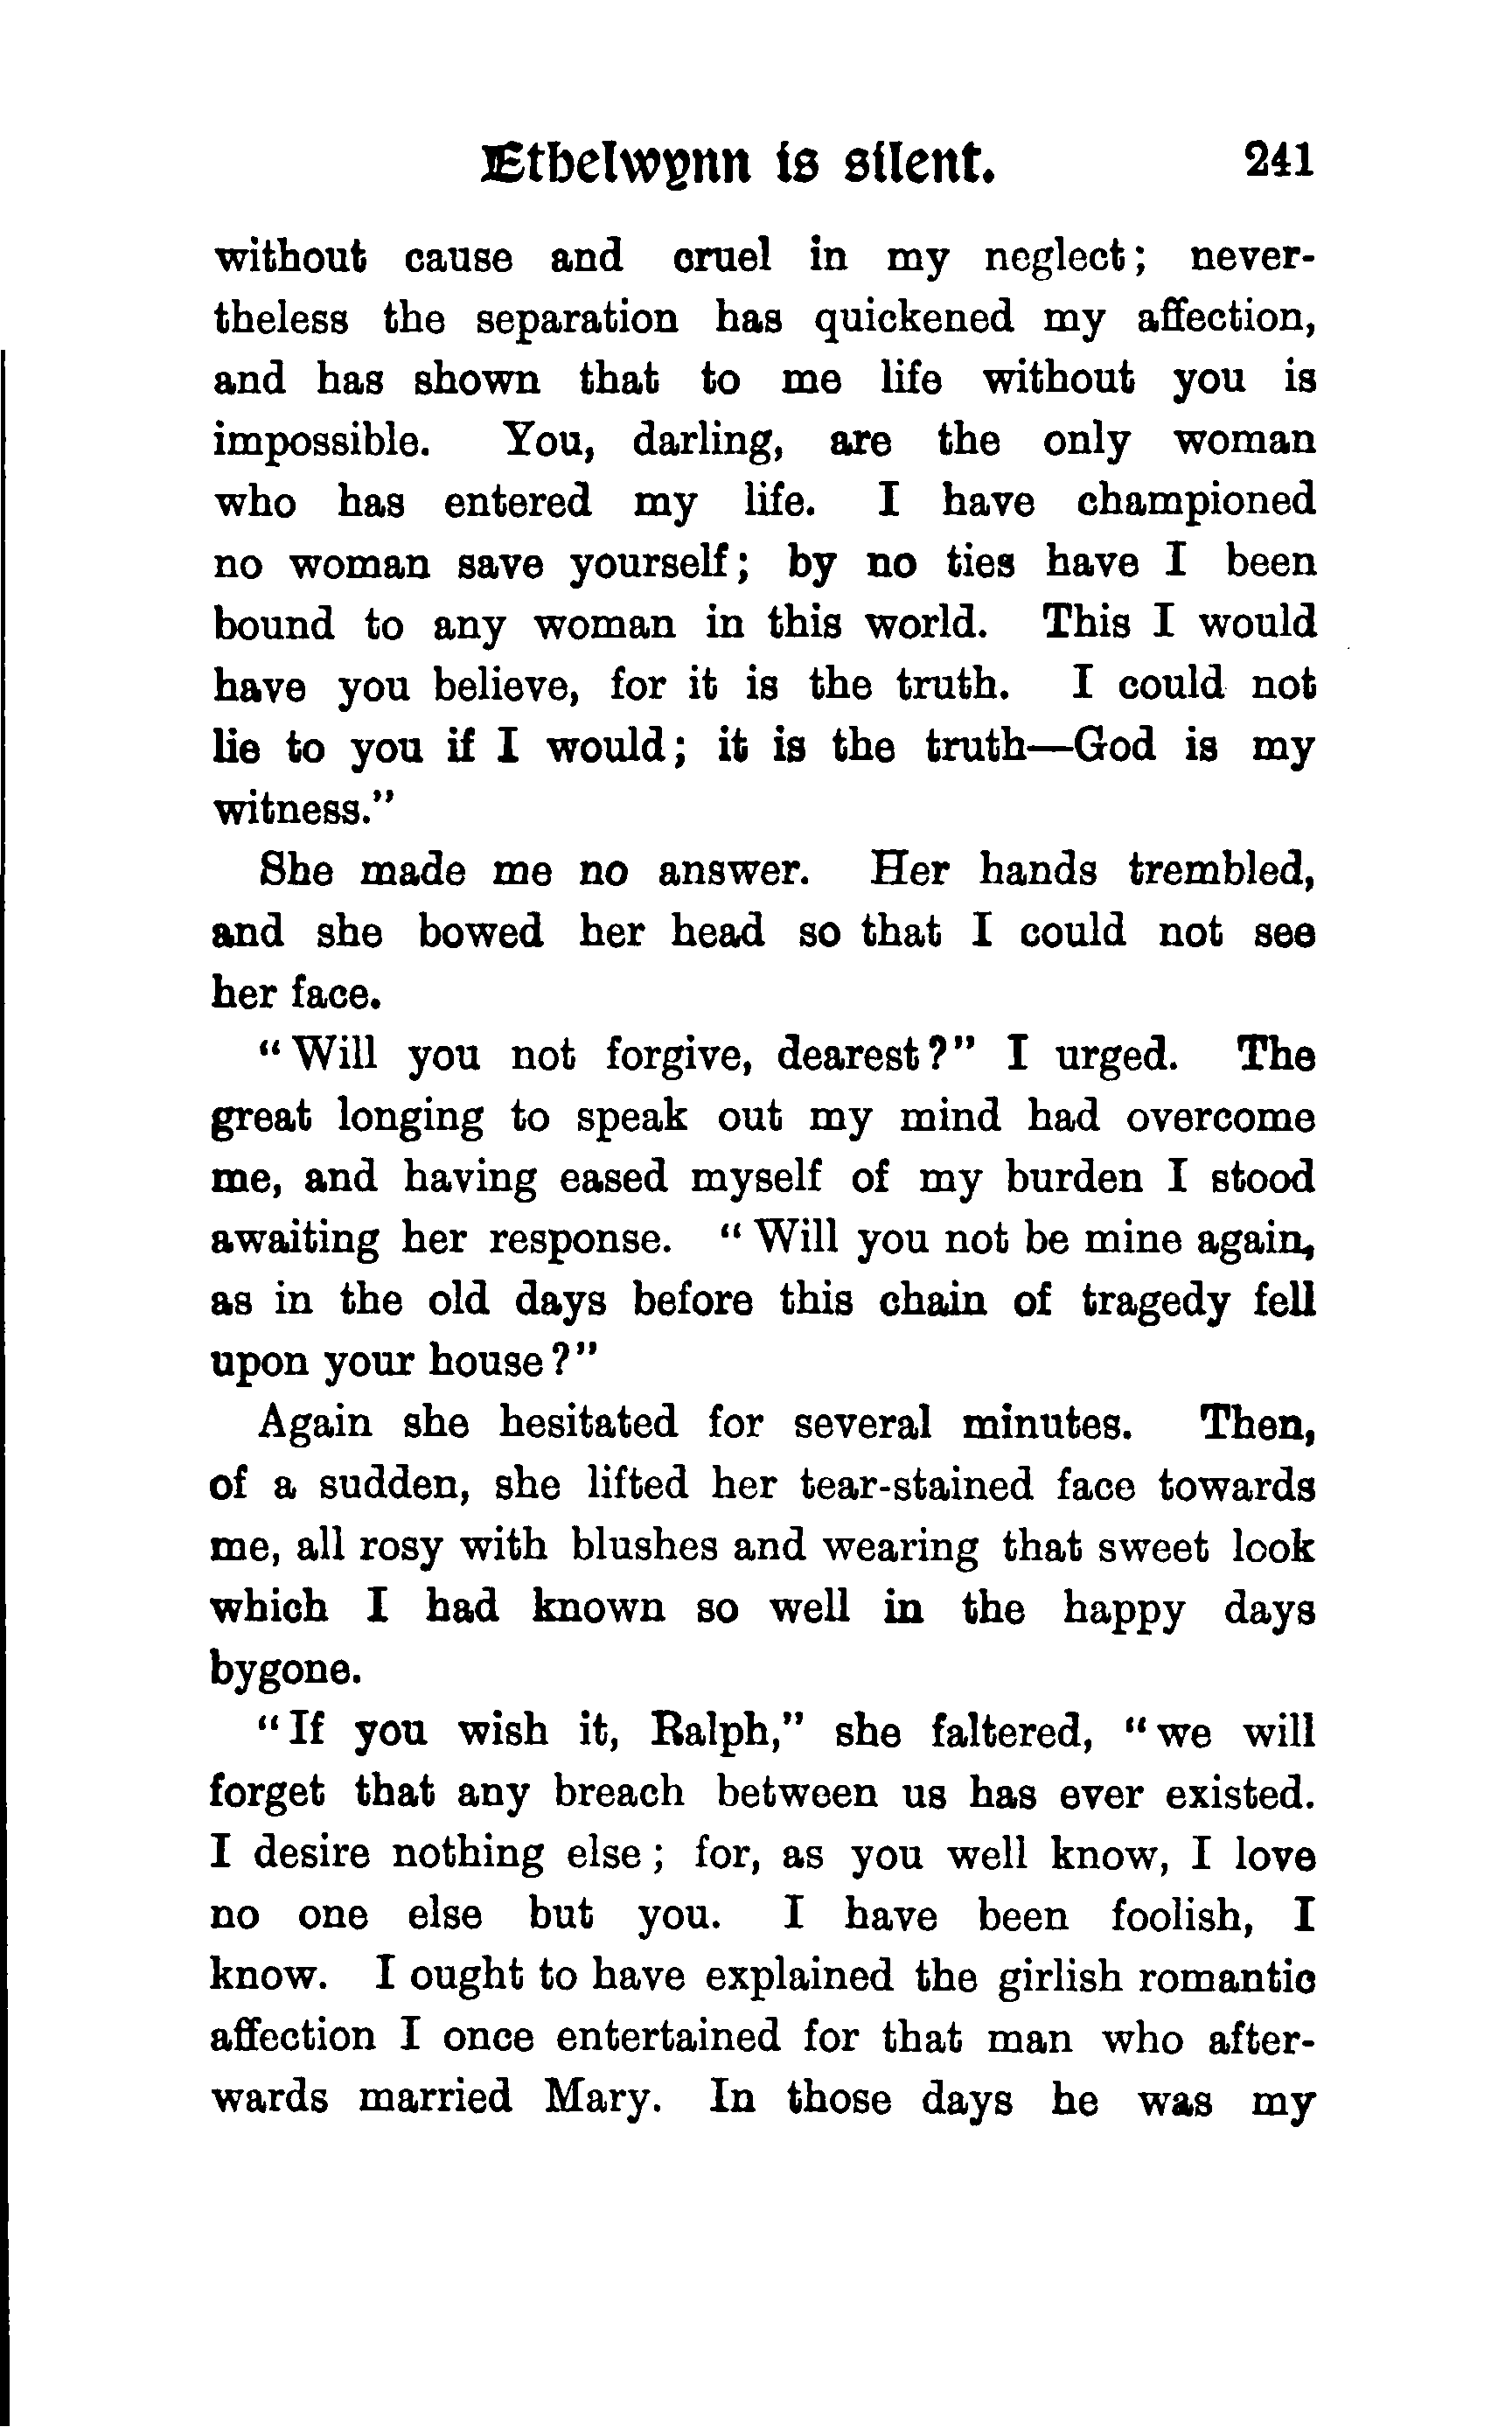 Ethelwynn is silent. 241
without cause and cruel in my neglect; never-
theless the separation has quickened my affection,
and has shown that to me life without you is
impossible. You, darling, are the only woman
who has entered my life. I have championed
no woman save yourself; by no ties have I been
bound to any woman in this world. This I would
have you believe, for it is the truth. I could not
lie to you if I would; it is the truth—God is my
witness."
She made me no answer. Her hands trembled,
and she bowed her head so that I could not see
her face.
"Will you not forgive, dearest?" I urged. The
great longing to speak out my mind had overcome
me, and having eased myself of my burden I stood
awaiting her response. "Will you not be mine again,
as in the old days before this chain of tragedy fell
upon your house?"
Again she hesitated for several minutes. Then,
of a sudden, she lifted her tear-stained face towards
me, all rosy with blushes and wearing that sweet look
which I had known so well in the happy days
bygone.
"If you wish it, Ralph," she faltered, "we will
forget that any breach between us has ever existed.
I desire nothing else; for, as you well know, I love
no one else but you. I have been foolish, I
know. I ought to have explained the girlish romantic
affection I once entertained for that man who after-
wards married Mary. In those days he was my